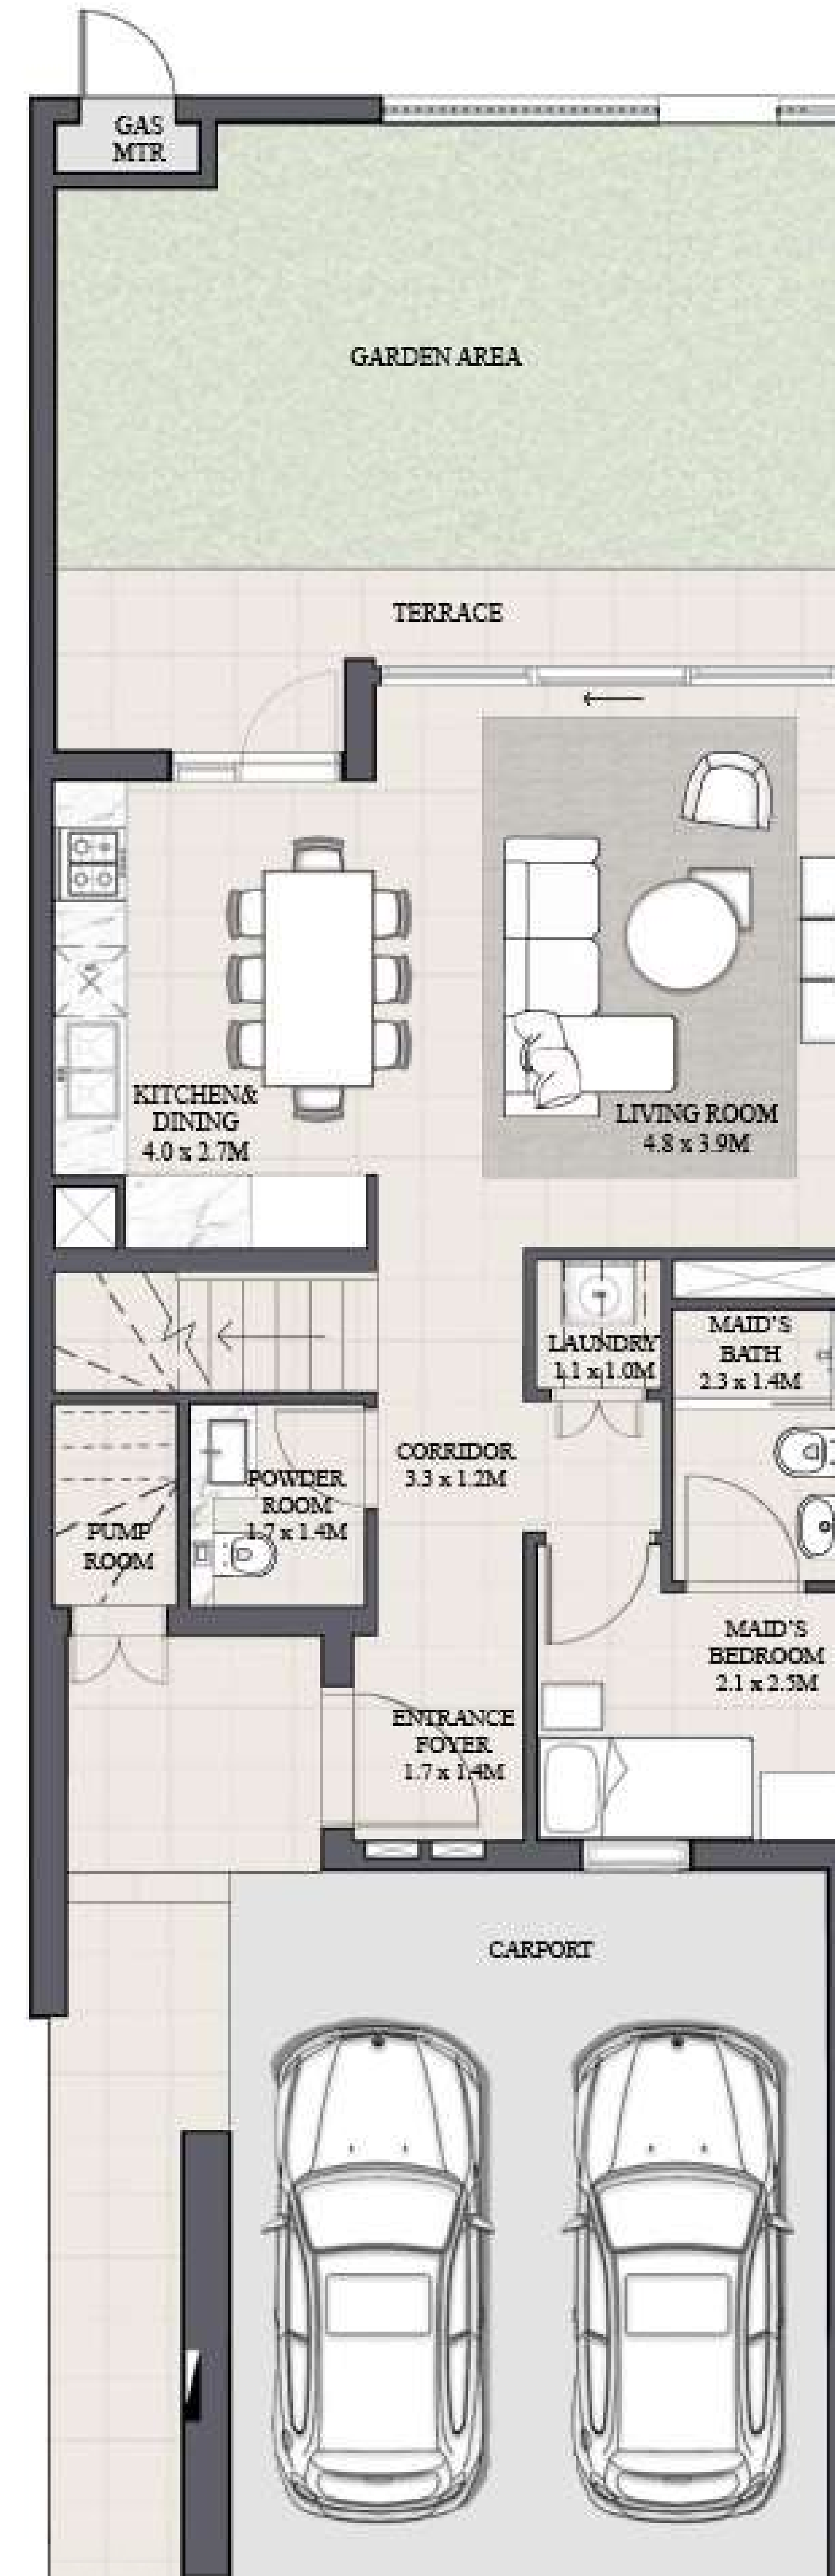 GAS
MTR
GARDEN AREA
TERRACE
KITCHEN&
DINING
4.0 x 2.7M
LIVING ROOM
4.8 x 3.9M
LAUNDRY
1.1 x 1.0M
MAID'S
BATH
2.3 x 1.4M
CORRIDOR
3.3 x 1.2M
POWDER
ROOM
1.7 x 1.4M
PUMP
ROOM
MAID'S
BEDROOM
2.1 x 2.5M
ENTRANCE
FOYER
1.7 x 1.4M
CARPORT